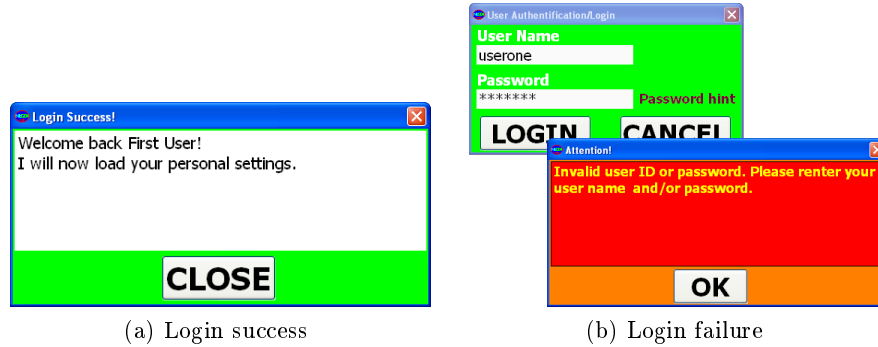 Login Success!
Welcome back First User!
I will now load your personal settings.
CLOSE
(a) Login success
User Authentification/Login
User Name
userone
Password
*******
Password hint
LOGIN
CANCEL
Attention!
Invalid user ID or password. Please renter your
user name and/or password.
OK
(b) Login failure